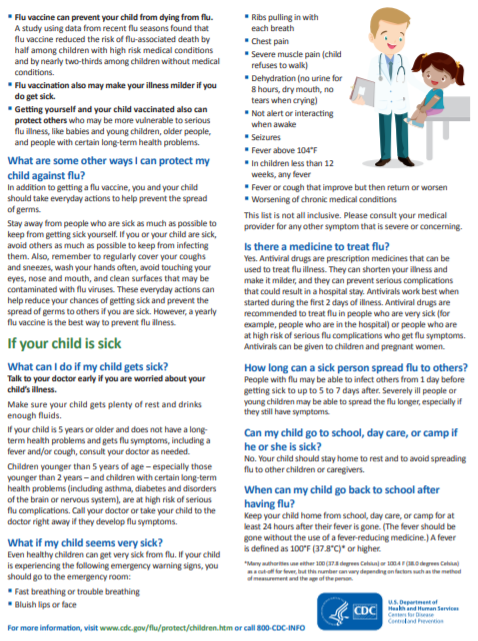 ▪ Flu vaccine can prevent your child from dying from flu.
A study using data from recent flu seasons found that
flu vaccine reduced the risk of flu-associated death by
half among children with high risk medical conditions
and by nearly two-thirds among children without medical
conditions.
▪ Flu vaccination also may make your illness milder if you
do get sick.
▪ Getting yourself and your child vaccinated also can
protect others who may be more vulnerable to serious
flu illness, like babies and young children, older people,
and people with certain long-term health problems.
What are some other ways I can protect my
child against flu?
In addition to getting a flu vaccine, you and your child
should take everyday actions to help prevent the spread
of germs.
Stay away from people who are sick as much as possible to
keep from getting sick yourself. If you or your child are sick,
avoid others as much as possible to keep from infecting
them. Also, remember to regularly cover your coughs
and sneezes, wash your hands often, avoid touching your
eyes, nose and mouth, and clean surfaces that may be
contaminated with flu viruses. These everyday actions can
help reduce your chances of getting sick and prevent the
spread of germs to others if you are sick. However, a yearly
flu vaccine is the best way to prevent flu illness.
If your child is sick
What can I do if my child gets sick?
Talk to your doctor early if you are worried about your
child's illness.
Make sure your child gets plenty of rest and drinks
enough fluids.
If your child is 5 years or older and does not have a long-
term health problems and gets flu symptoms, including a
fever and/or cough, consult your doctor as needed.
Children younger than 5 years of age – especially those
younger than 2 years – and children with certain long-term
health problems (including asthma, diabetes and disorders
of the brain or nervous system), are at high risk of serious
flu complications. Call your doctor or take your child to the
doctor right away if they develop flu symptoms.
What if my child seems very sick?
Even healthy children can get very sick from flu. If your child
is experiencing the following emergency warning signs, you
should go to the emergency room:
▪ Fast breathing or trouble breathing
▪ Bluish lips or face
▪ Ribs pulling in with
each breath
▪ Chest pain
▪ Severe muscle pain (child
refuses to walk)
▪ Dehydration (no urine for
8 hours, dry mouth, no
tears when crying)
▪ Not alert or interacting
when awake
▪ Seizures
▪ Fever above 104°F
▪ In children less than 12
weeks, any fever
▪ Fever or cough that improve but then return or worsen
▪ Worsening of chronic medical conditions
This list is not all inclusive. Please consult your medical
provider for any other symptom that is severe or concerning.
Is there a medicine to treat flu?
Yes. Antiviral drugs are prescription medicines that can be
used to treat flu illness. They can shorten your illness and
make it milder, and they can prevent serious complications
that could result in a hospital stay. Antivirals work best when
started during the first 2 days of illness. Antiviral drugs are
recommended to treat flu in people who are very sick (for
example, people who are in the hospital) or people who are
at high risk of serious flu complications who get flu symptoms.
Antivirals can be given to children and pregnant women.
How long can a sick person spread flu to others?
People with flu may be able to infect others from 1 day before
getting sick to up to 5 to 7 days after. Severely ill people or
young children may be able to spread the flu longer, especially if
they still have symptoms.
Can my child go to school, day care, or camp if
he or she is sick?
No. Your child should stay home to rest and to avoid spreading
flu to other children or caregivers.
When can my child go back to school after
having flu?
Keep your child home from school, day care, or camp for at
least 24 hours after their fever is gone. (The fever should be
gone without the use of a fever-reducing medicine.) A fever
is defined as 100°F (37.8°C)* or higher.
*Many authorities use either 100 (37.8 degrees Celsius) or 100.4 F (38.0 degrees Celsius)
as a cut-off for fever, but this number can vary depending on factors such as the method
of measurement and the age of the person.
CDC
U.S. Department of
Health and Human Services
Centers for Disease
Control and Prevention
For more information, visit www.cdc.gov/flu/protect/children.htm or call 800-CDC-INFO